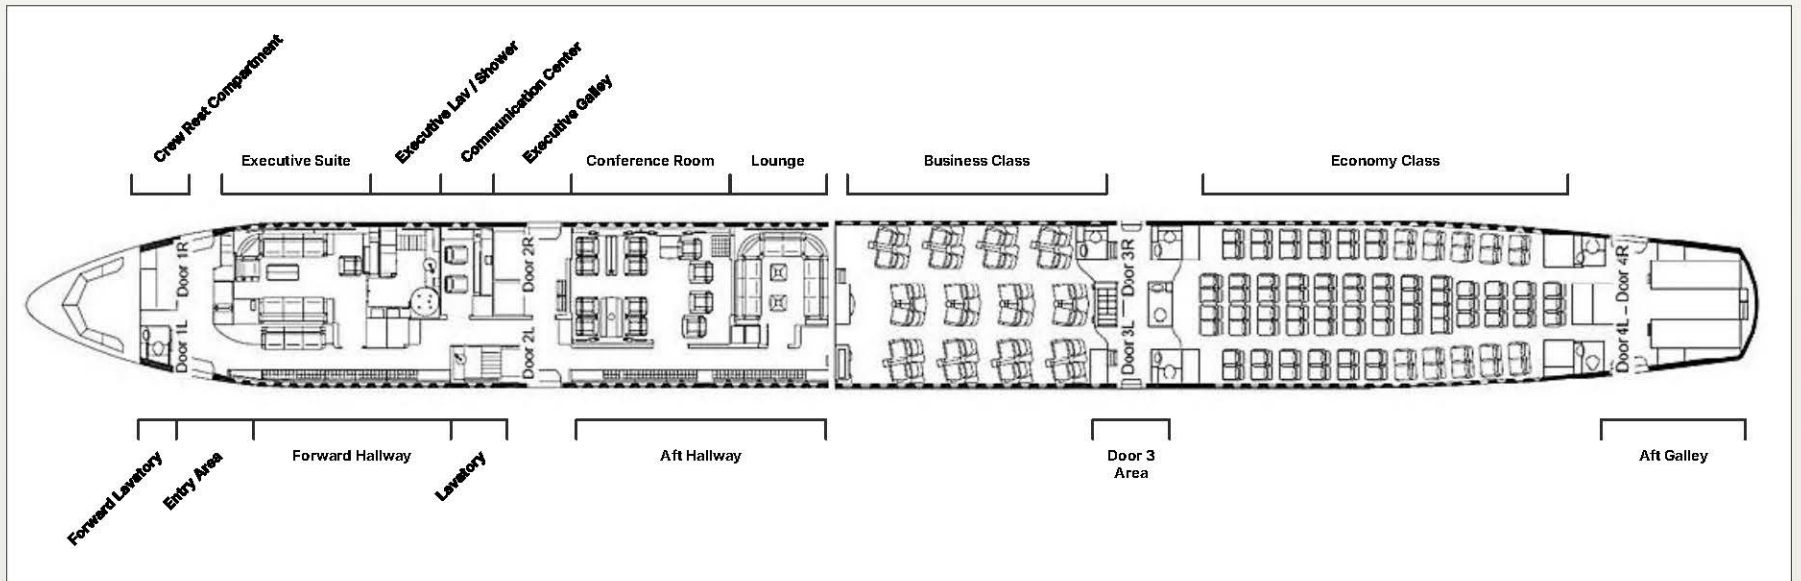 Crew Rest Compartment
Executive Suite
Executive Lav / Shower
Communication Center
Executive Galley
Conference Room
Lounge
Business Class
Economy Class
Door 1R
Door 2R
Door 3R
Door 4R
Door 1L
Door 2L
Door 3L
Door 4L
Forward Lavatory
Entry Area
Forward Hallway
Lavatory
Aft Hallway
Door 3
Area
Aft Galley